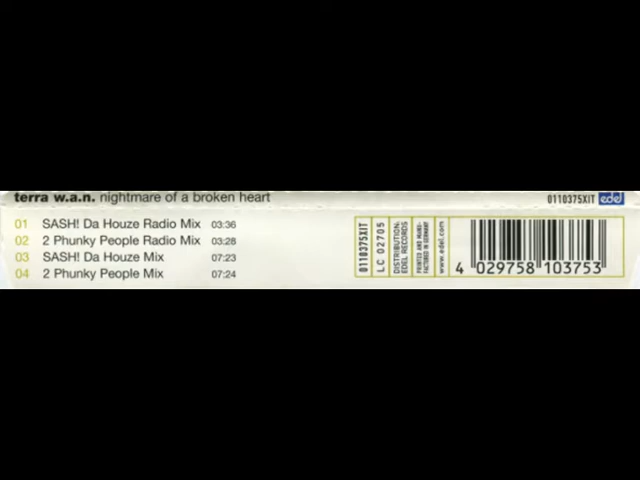 terra w.a.n. nightmare of a broken heart
0110375XIT edel
01 SASH! Da Houze Radio Mix 03:36
02 2 Phunky People Radio Mix 03:28
03 SASH! Da Houze Mix 07:23
04 2 Phunky People Mix 07:24
0110375XIT
LC 02705
DISTRIBUTION:
EDEL RECORDS
PRINTED AND MANU-
FACTURED IN GERMANY
www.edel.com
4 029758 103753